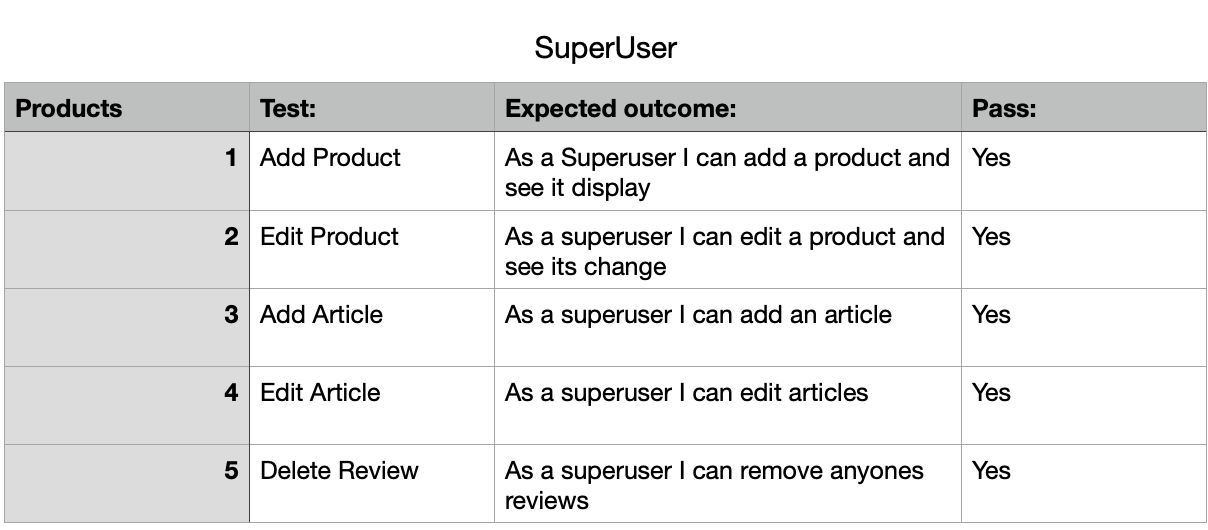 SuperUser
Products Test: Expected outcome: Pass:
1 Add Product As a Superuser I can add a product and Yes
see it display
2 Edit Product As a superuser I can edit a product and Yes
see its change
3 Add Article As a superuser I can add an article Yes
4 Edit Article As a superuser I can edit articles Yes
5 Delete Review As a superuser I can remove anyones Yes
reviews